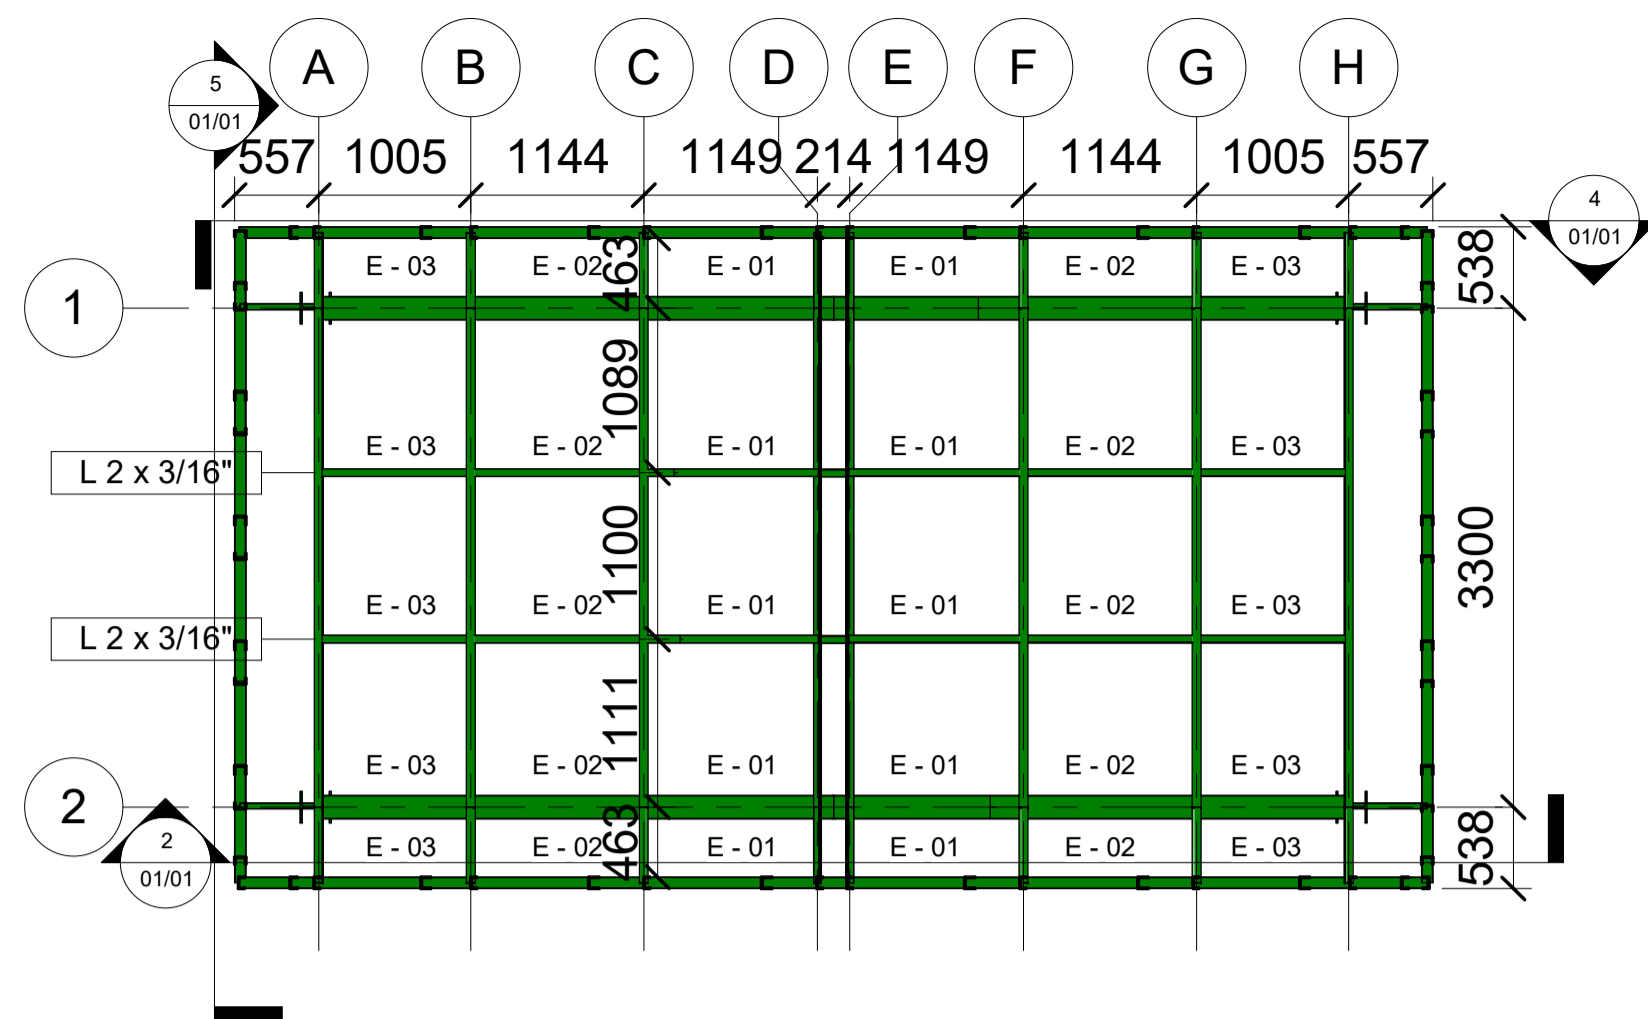 A B C D E F G H
5
01/01
557 1005 1144 1149 214 1149 1144 1005 557
4
01/01
E - 03 E - 02 E - 01 E - 01 E - 02 E - 03
463
538
1
1089
E - 03 E - 02 E - 01 E - 01 E - 02 E - 03
L 2 x 3/16"
1100
3300
E - 03 E - 02 E - 01 E - 01 E - 02 E - 03
L 2 x 3/16"
1111
E - 03 E - 02 E - 01 E - 01 E - 02 E - 03
2
463
538
E - 03 E - 02 E - 01 E - 01 E - 02 E - 03
2
01/01